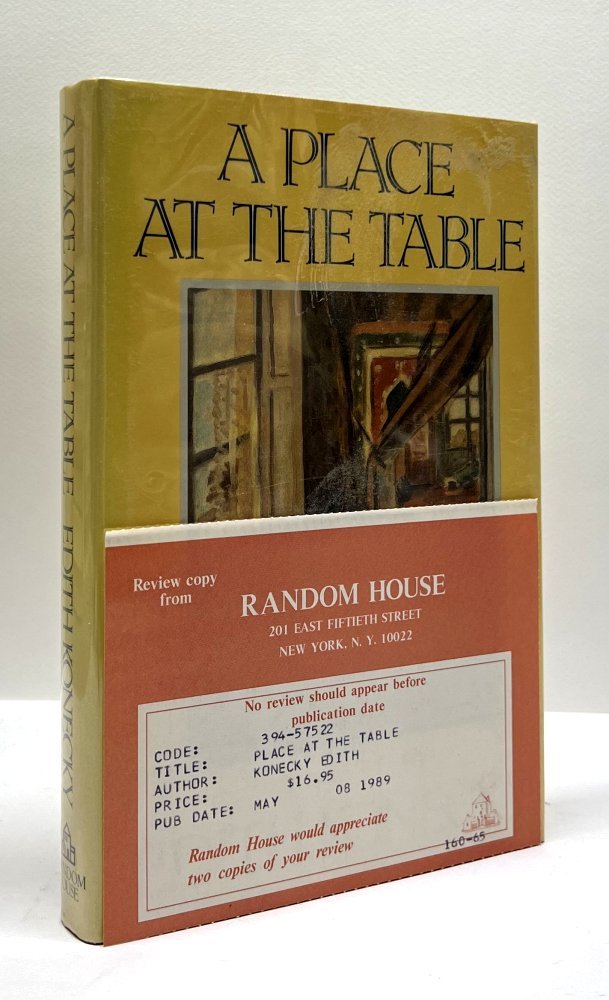 A PLACE
AT THE TABLE
A PLACE AT THE TABLE EDITH KONECKY
RANDOM
HOUSE
Review copy
from
RANDOM HOUSE
201 EAST FIFTIETH STREET
NEW YORK, N. Y. 10022
No review should appear before
publication date
CODE: 394-57522
TITLE: PLACE AT THE TABLE
AUTHOR: KONECKY EDITH
PRICE: $16.95
PUB DATE: MAY 08 1989
Random House would appreciate
two copies of your review
160-65